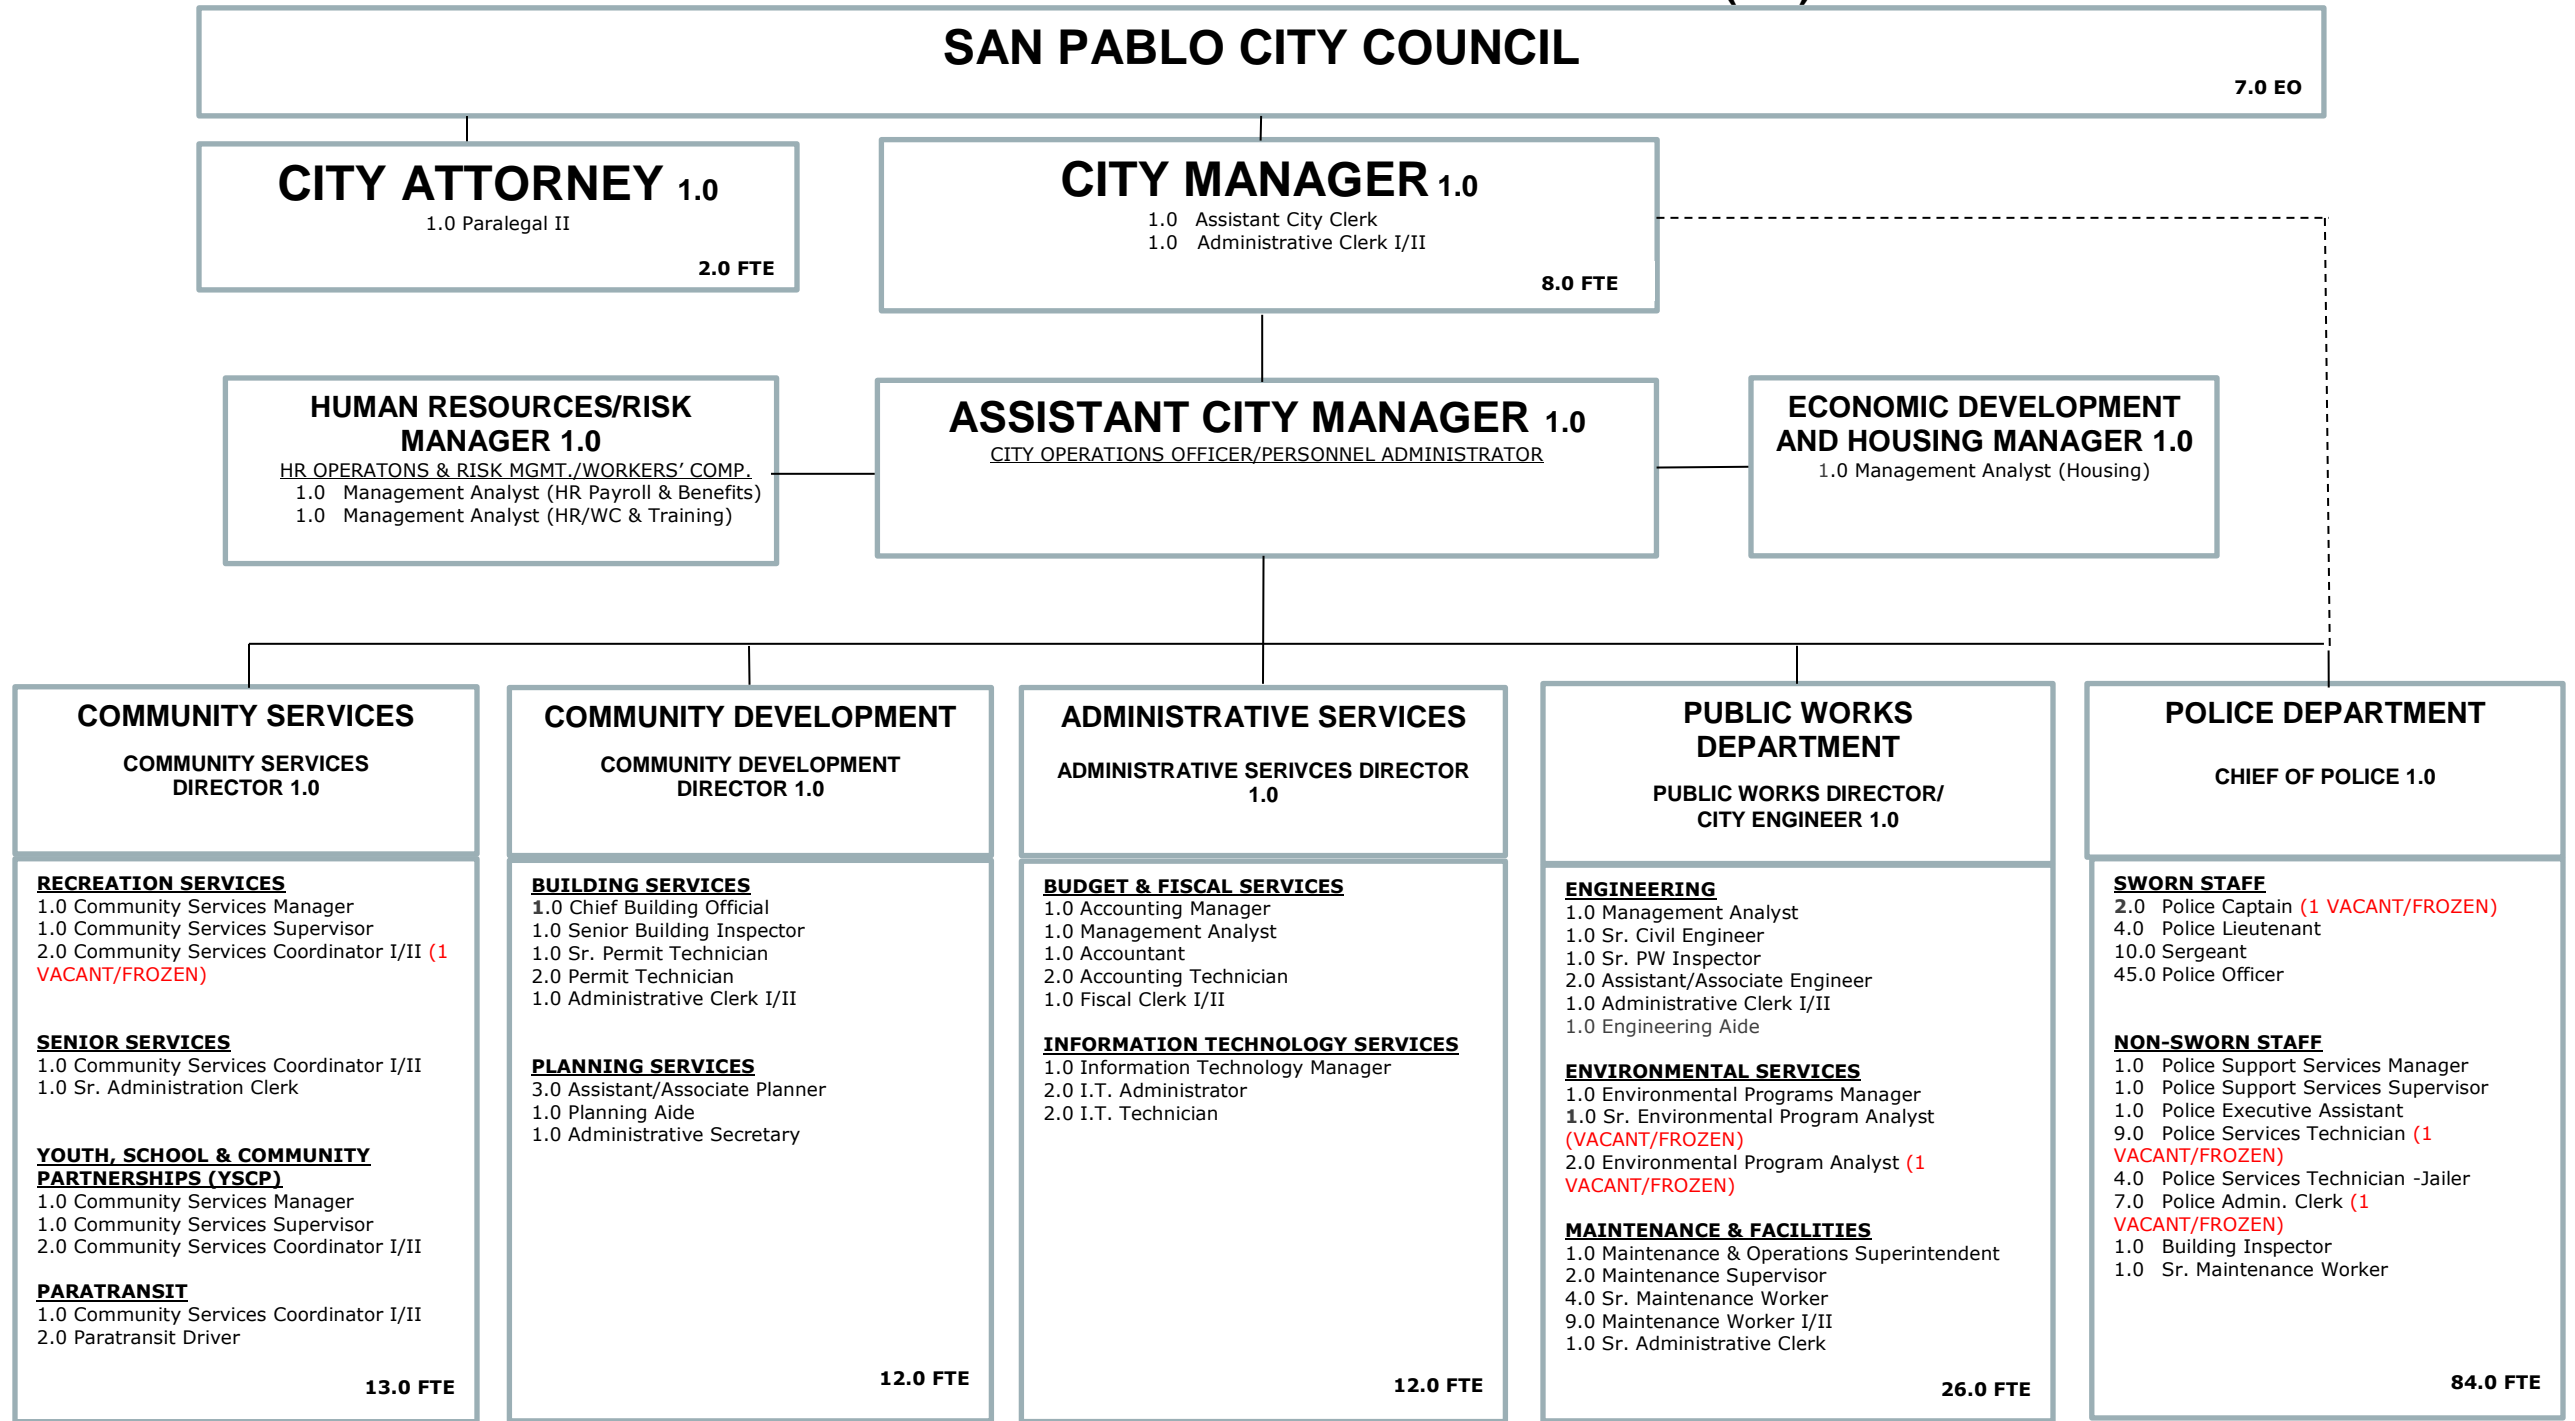 SAN PABLO CITY COUNCIL
7.0 EO
CITY ATTORNEY 1.0
1.0 Paralegal II
2.0 FTE
CITY MANAGER 1.0
1.0 Assistant City Clerk
1.0 Administrative Clerk I/II
8.0 FTE
HUMAN RESOURCES/RISK
MANAGER 1.0
HR OPERATONS & RISK MGMT./WORKERS' COMP.
1.0 Management Analyst (HR Payroll & Benefits)
1.0 Management Analyst (HR/WC & Training)
ASSISTANT CITY MANAGER 1.0
CITY OPERATIONS OFFICER/PERSONNEL ADMINISTRATOR
ECONOMIC DEVELOPMENT
AND HOUSING MANAGER 1.0
1.0 Management Analyst (Housing)
COMMUNITY SERVICES
COMMUNITY SERVICES
DIRECTOR 1.0
RECREATION SERVICES
1.0 Community Services Manager
1.0 Community Services Supervisor
2.0 Community Services Coordinator I/II (1
VACANT/FROZEN)
SENIOR SERVICES
1.0 Community Services Coordinator I/II
1.0 Sr. Administration Clerk
YOUTH, SCHOOL & COMMUNITY
PARTNERSHIPS (YSCP)
1.0 Community Services Manager
1.0 Community Services Supervisor
2.0 Community Services Coordinator I/II
PARATRANSIT
1.0 Community Services Coordinator I/II
2.0 Paratransit Driver
13.0 FTE
COMMUNITY DEVELOPMENT
COMMUNITY DEVELOPMENT
DIRECTOR 1.0
BUILDING SERVICES
1.0 Chief Building Official
1.0 Senior Building Inspector
1.0 Sr. Permit Technician
2.0 Permit Technician
1.0 Administrative Clerk I/II
PLANNING SERVICES
3.0 Assistant/Associate Planner
1.0 Planning Aide
1.0 Administrative Secretary
12.0 FTE
ADMINISTRATIVE SERVICES
ADMINISTRATIVE SERIVCES DIRECTOR
1.0
BUDGET & FISCAL SERVICES
1.0 Accounting Manager
1.0 Management Analyst
1.0 Accountant
2.0 Accounting Technician
1.0 Fiscal Clerk I/II
INFORMATION TECHNOLOGY SERVICES
1.0 Information Technology Manager
2.0 I.T. Administrator
2.0 I.T. Technician
12.0 FTE
PUBLIC WORKS
DEPARTMENT
PUBLIC WORKS DIRECTOR/
CITY ENGINEER 1.0
ENGINEERING
1.0 Management Analyst
1.0 Sr. Civil Engineer
1.0 Sr. PW Inspector
2.0 Assistant/Associate Engineer
1.0 Administrative Clerk I/II
1.0 Engineering Aide
ENVIRONMENTAL SERVICES
1.0 Environmental Programs Manager
1.0 Sr. Environmental Program Analyst
(VACANT/FROZEN)
2.0 Environmental Program Analyst (1
VACANT/FROZEN)
MAINTENANCE & FACILITIES
1.0 Maintenance & Operations Superintendent
2.0 Maintenance Supervisor
4.0 Sr. Maintenance Worker
9.0 Maintenance Worker I/II
1.0 Sr. Administrative Clerk
26.0 FTE
POLICE DEPARTMENT
CHIEF OF POLICE 1.0
SWORN STAFF
2.0 Police Captain (1 VACANT/FROZEN)
4.0 Police Lieutenant
10.0 Sergeant
45.0 Police Officer
NON-SWORN STAFF
1.0 Police Support Services Manager
1.0 Police Support Services Supervisor
1.0 Police Executive Assistant
9.0 Police Services Technician (1
VACANT/FROZEN)
4.0 Police Services Technician -Jailer
7.0 Police Admin. Clerk (1
VACANT/FROZEN)
1.0 Building Inspector
1.0 Sr. Maintenance Worker
84.0 FTE